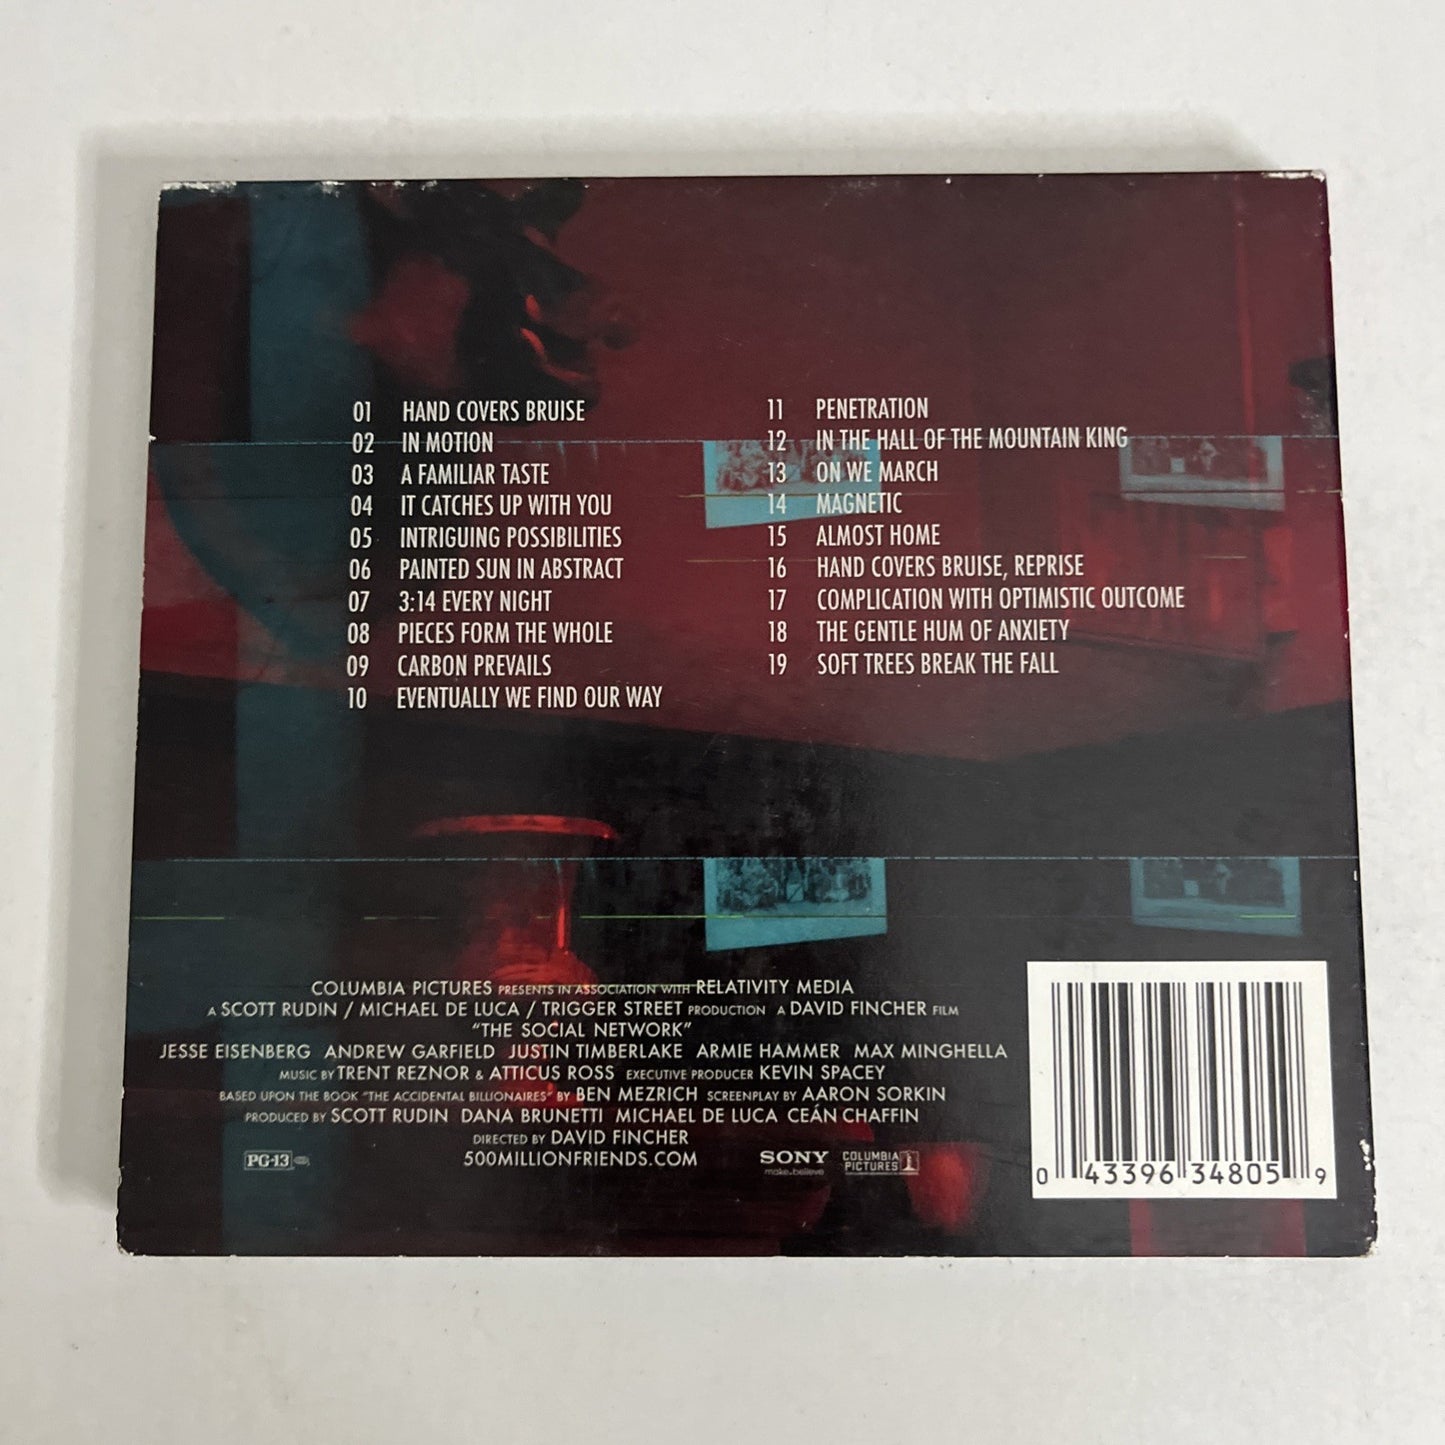 01 HAND COVERS BRUISE
02 IN MOTION
03 A FAMILIAR TASTE
04 IT CATCHES UP WITH YOU
05 INTRIGUING POSSIBILITIES
06 PAINTED SUN IN ABSTRACT
07 3:14 EVERY NIGHT
08 PIECES FORM THE WHOLE
09 CARBON PREVAILS
10 EVENTUALLY WE FIND OUR WAY
11 PENETRATION
12 IN THE HALL OF THE MOUNTAIN KING
13 ON WE MARCH
14 MAGNETIC
15 ALMOST HOME
16 HAND COVERS BRUISE, REPRISE
17 COMPLICATION WITH OPTIMISTIC OUTCOME
18 THE GENTLE HUM OF ANXIETY
19 SOFT TREES BREAK THE FALL
COLUMBIA PICTURES PRESENTS IN ASSOCIATION WITH RELATIVITY MEDIA
A SCOTT RUDIN / MICHAEL DE LUCA / TRIGGER STREET PRODUCTION A DAVID FINCHER FILM
"THE SOCIAL NETWORK"
JESSE EISENBERG ANDREW GARFIELD JUSTIN TIMBERLAKE ARMIE HAMMER MAX MINGHELLA
MUSIC BY TRENT REZNOR & ATTICUS ROSS EXECUTIVE PRODUCER KEVIN SPACEY
BASED UPON THE BOOK "THE ACCIDENTAL BILLIONAIRES" BY BEN MEZRICH SCREENPLAY BY AARON SORKIN
PRODUCED BY SCOTT RUDIN DANA BRUNETTI MICHAEL DE LUCA CEÁN CHAFFIN
DIRECTED BY DAVID FINCHER
PG-13 500MILLIONFRIENDS.COM SONY make.believe COLUMBIA PICTURES
0 43396 34805 9